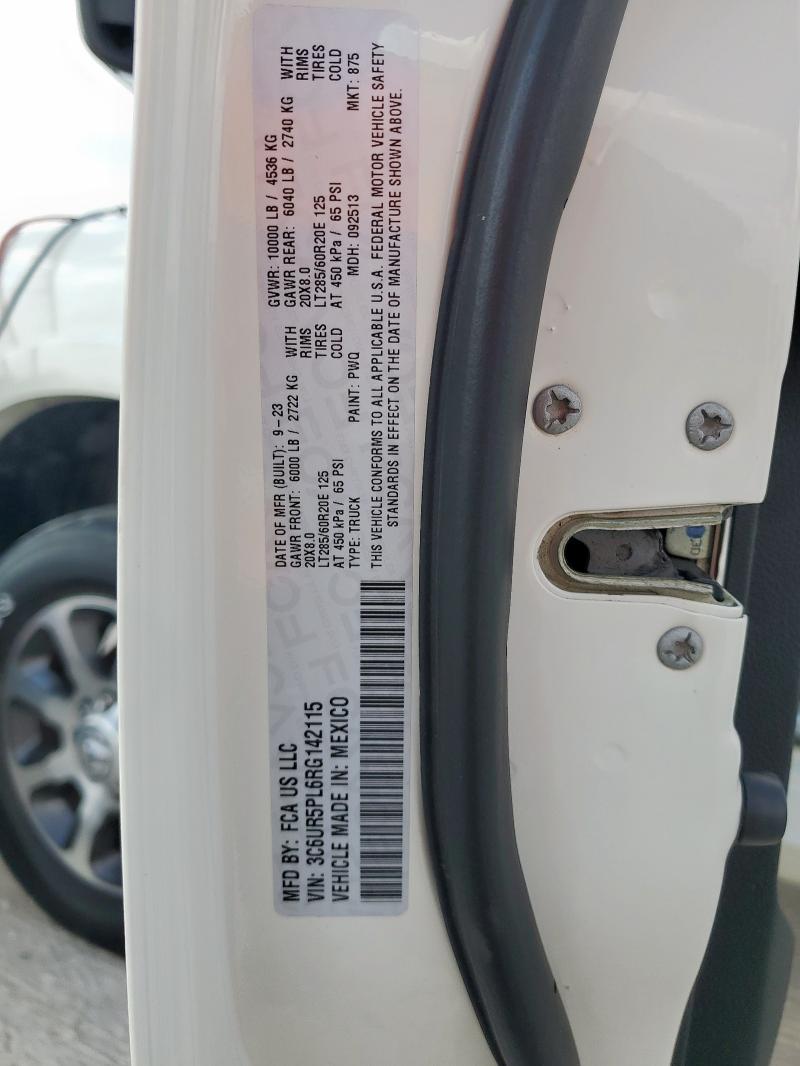 MFD BY: FCA US LLC
VIN: 3C6UR5PL6RG142115
VEHICLE MADE IN: MEXICO
DATE OF MFR (BUILT): 9-23 GVWR: 10000 LB / 4536 KG
GAWR FRONT: 6000 LB / 2722 KG WITH GAWR REAR: 6040 LB / 2740 KG WITH
20X8.0 RIMS 20X8.0 RIMS
LT285/60R20E 125 TIRES LT285/60R20E 125 TIRES
AT 450 kPa / 65 PSI COLD AT 450 kPa / 65 PSI COLD
TYPE: TRUCK PAINT: PWQ MDH: 092513 MKT: 875
THIS VEHICLE CONFORMS TO ALL APPLICABLE U.S.A. FEDERAL MOTOR VEHICLE SAFETY
STANDARDS IN EFFECT ON THE DATE OF MANUFACTURE SHOWN ABOVE.